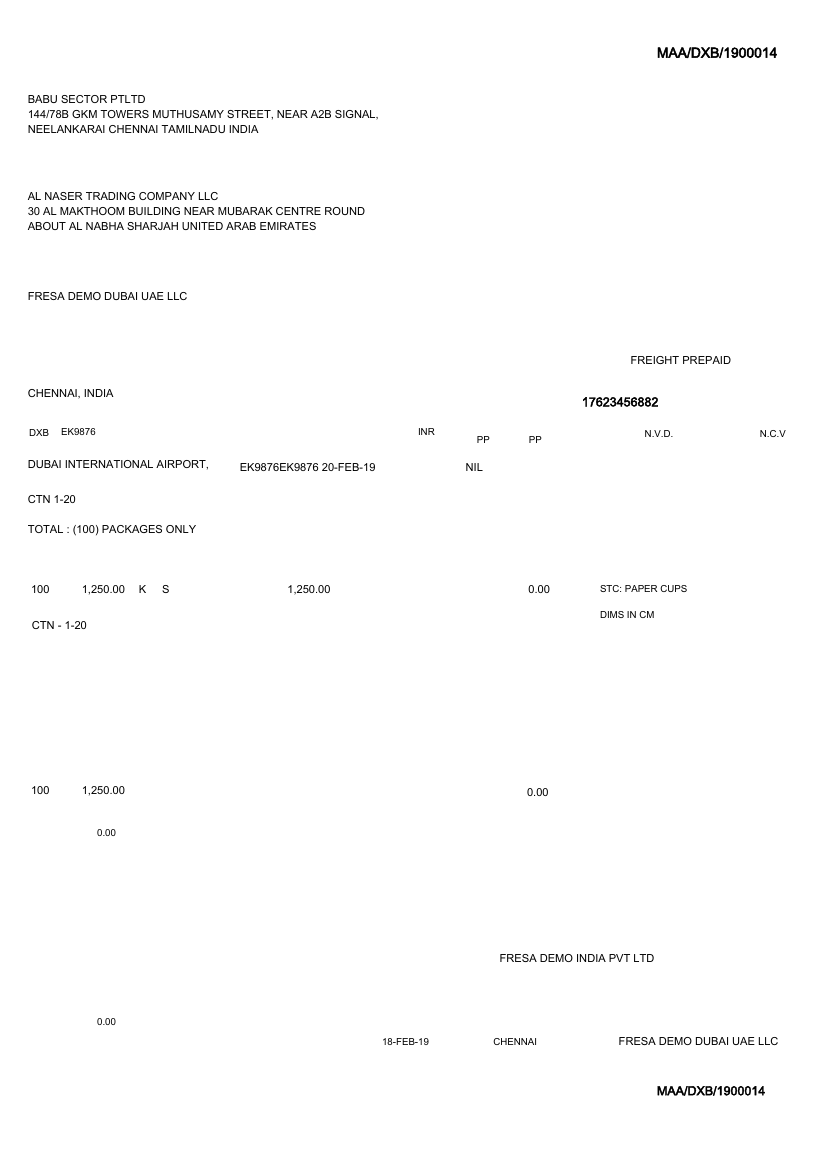 MAA/DXB/1900014
BABU SECTOR PTLTD
144/78B GKM TOWERS MUTHUSAMY STREET, NEAR A2B SIGNAL,
NEELANKARAI CHENNAI TAMILNADU INDIA
AL NASER TRADING COMPANY LLC
30 AL MAKTHOOM BUILDING NEAR MUBARAK CENTRE ROUND
ABOUT AL NABHA SHARJAH UNITED ARAB EMIRATES
FRESA DEMO DUBAI UAE LLC
FREIGHT PREPAID
CHENNAI, INDIA
17623456882
DXB EK9876 INR PP PP N.V.D. N.C.V
DUBAI INTERNATIONAL AIRPORT, EK9876EK9876 20-FEB-19 NIL
CTN 1-20
TOTAL : (100) PACKAGES ONLY
100 1,250.00 K S 1,250.00 0.00 STC: PAPER CUPS
DIMS IN CM
CTN - 1-20
100 1,250.00 0.00
0.00
FRESA DEMO INDIA PVT LTD
0.00
18-FEB-19 CHENNAI FRESA DEMO DUBAI UAE LLC
MAA/DXB/1900014